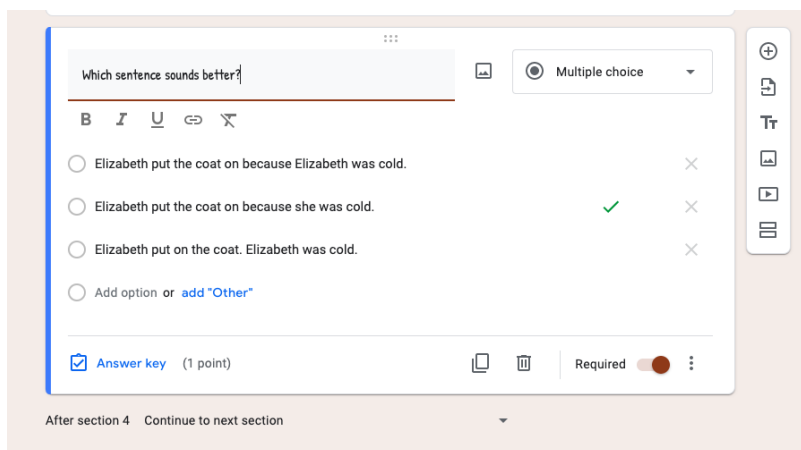 Which sentence sounds better?
Multiple choice
B I U
Elizabeth put the coat on because Elizabeth was cold.
Elizabeth put the coat on because she was cold.
Elizabeth put on the coat. Elizabeth was cold.
Add option or add "Other"
Answer key (1 point)
Required
After section 4 Continue to next section
Tт